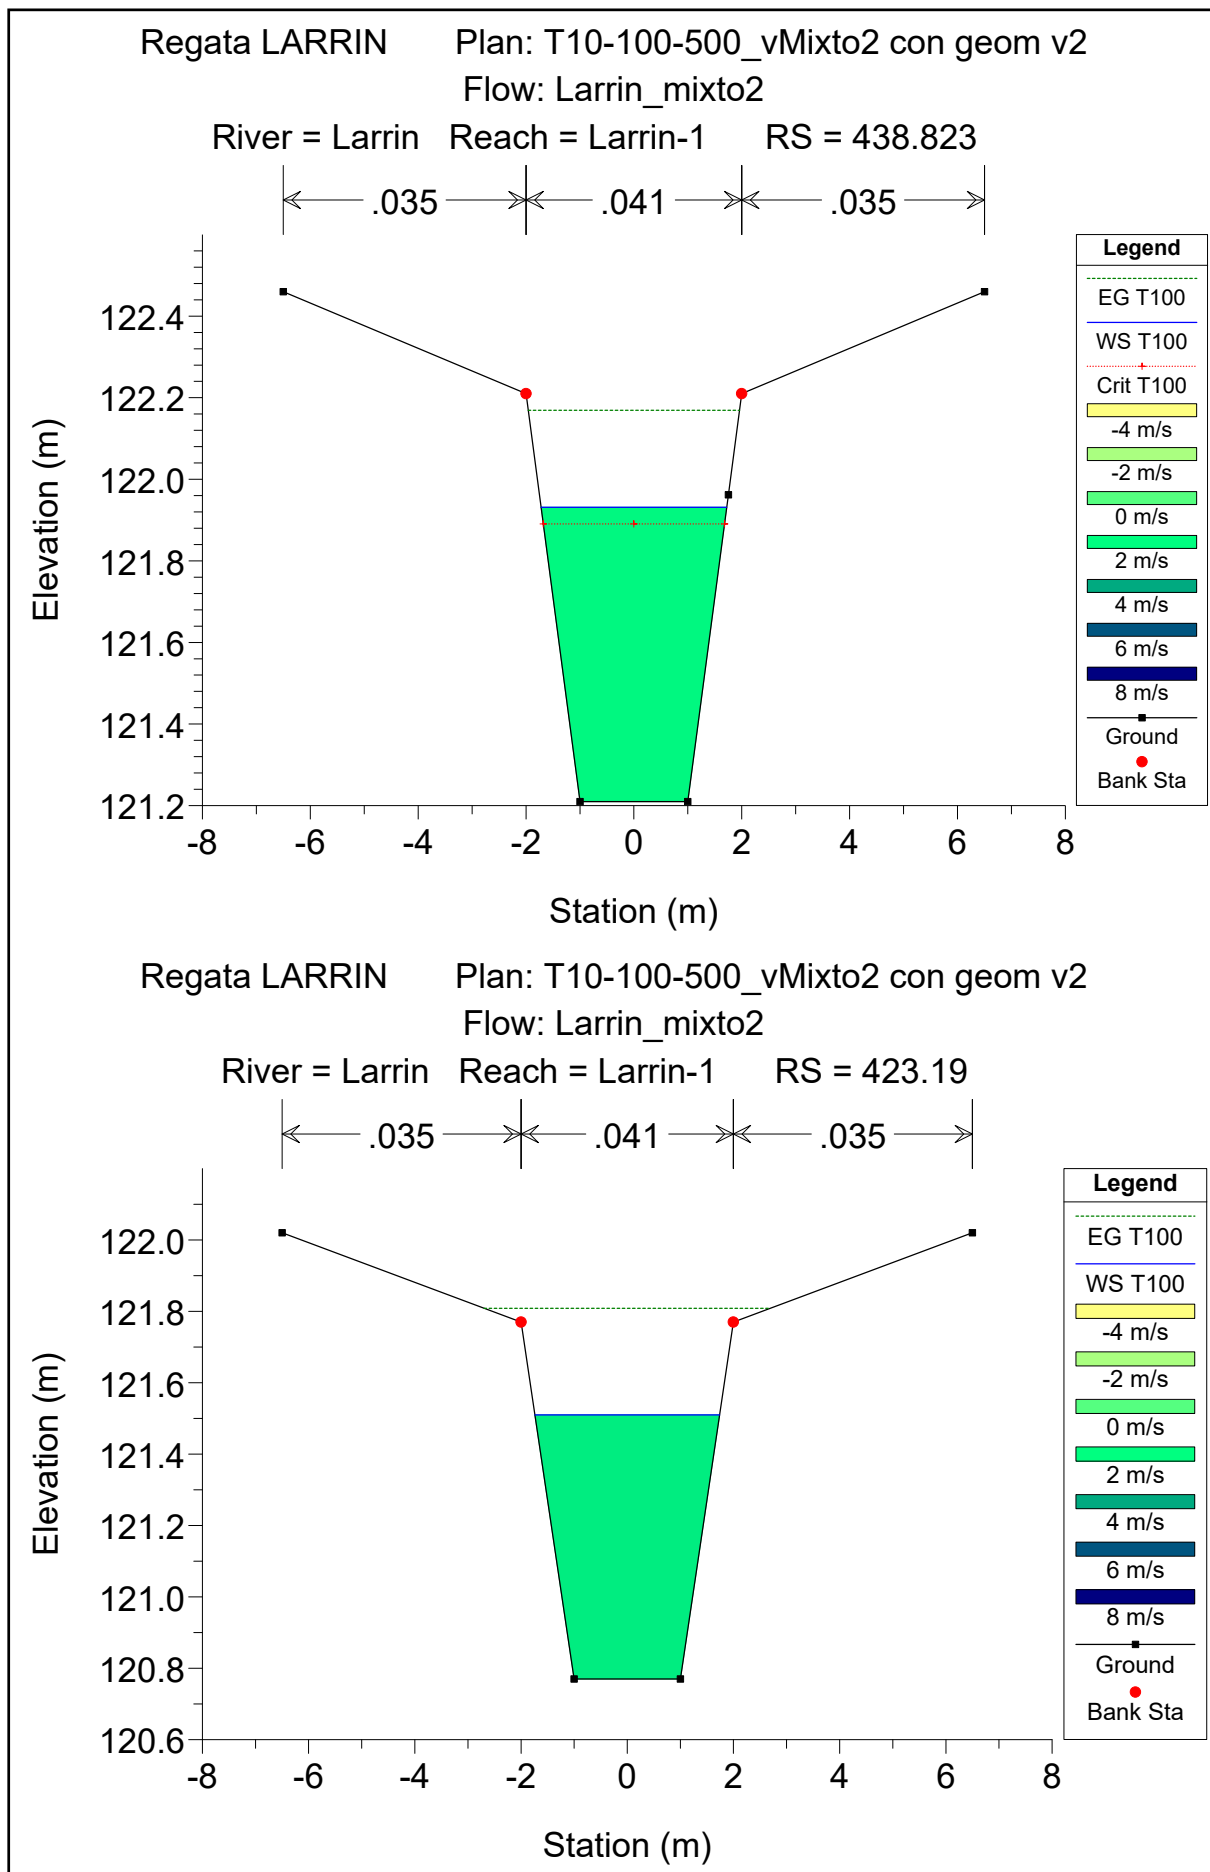 Regata LARRIN Plan: T10-100-500_vMixto2 con geom v2
Flow: Larrin_mixto2
River = Larrin Reach = Larrin-1 RS = 438.823
.035 .041 .035
Legend
EG T100
WS T100
Crit T100
-4 m/s
-2 m/s
0 m/s
2 m/s
4 m/s
6 m/s
8 m/s
Ground
Bank Sta
122.4
122.2
122.0
121.8
121.6
121.4
121.2
Elevation (m)
-8 -6 -4 -2 0 2 4 6 8
Station (m)
Regata LARRIN Plan: T10-100-500_vMixto2 con geom v2
Flow: Larrin_mixto2
River = Larrin Reach = Larrin-1 RS = 423.19
.035 .041 .035
Legend
EG T100
WS T100
-4 m/s
-2 m/s
0 m/s
2 m/s
4 m/s
6 m/s
8 m/s
Ground
Bank Sta
122.0
121.8
121.6
121.4
121.2
121.0
120.8
120.6
Elevation (m)
-8 -6 -4 -2 0 2 4 6 8
Station (m)